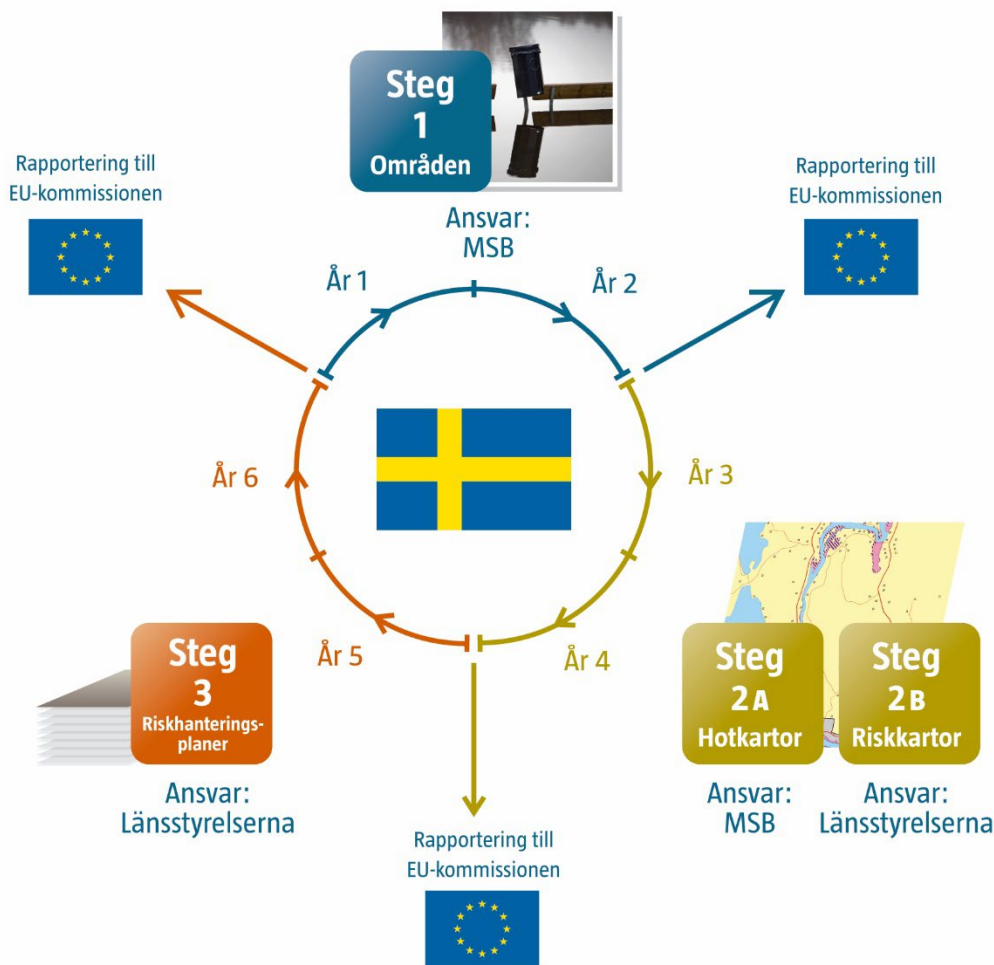 Steg
1
Områden
Ansvar:
MSB
Rapportering till
EU-kommissionen
Rapportering till
EU-kommissionen
År 1
År 2
År 3
År 4
År 5
År 6
Steg
2A
Hotkartor
Ansvar:
MSB
Steg
2B
Riskkartor
Ansvar:
Länsstyrelserna
Steg
3
Riskhanterings-
planer
Ansvar:
Länsstyrelserna
Rapportering till
EU-kommissionen